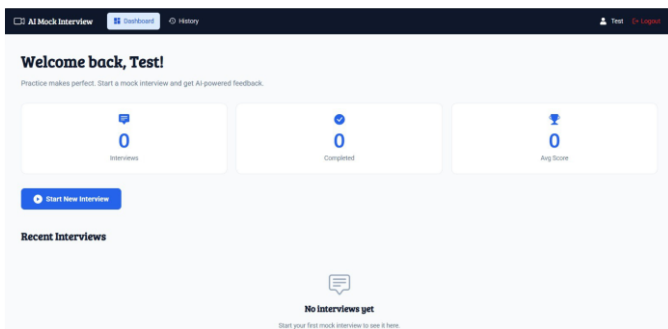 AI Mock Interview Dashboard History Test Logout
Welcome back, Test!
Practice makes perfect. Start a mock interview and get AI-powered feedback.
0 0 0
Interviews Completed Avg Score
Start New Interview
Recent Interviews
No interviews yet
Start your first mock interview to see it here.